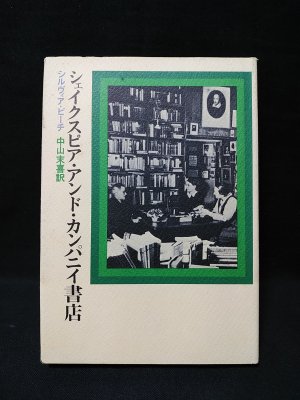 シェイクスピア・アンド・カンパニイ書店
シルヴィア・ビーチ 中山末喜訳